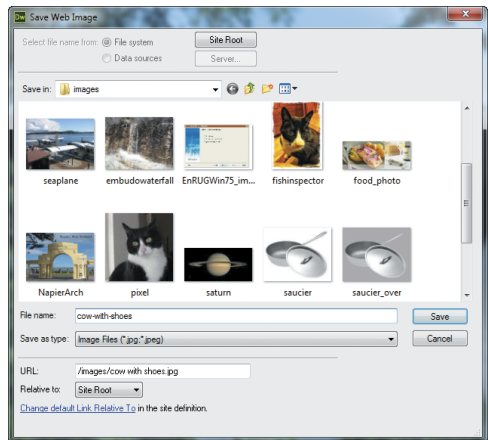 Dw Save Web Image
Select file name from: File system Site Root
Data sources Server...
Save in: images
seaplane embudowaterfall EnRUGWin75_im... fishinspector food_photo
NapierArch pixel saturn saucier saucier_over
File name: cow-with-shoes Save
Save as type: Image Files (*.jpg;*.jpeg) Cancel
URL: /images/cow with shoes.jpg
Relative to: Site Root
Change default Link Relative To in the site definition.